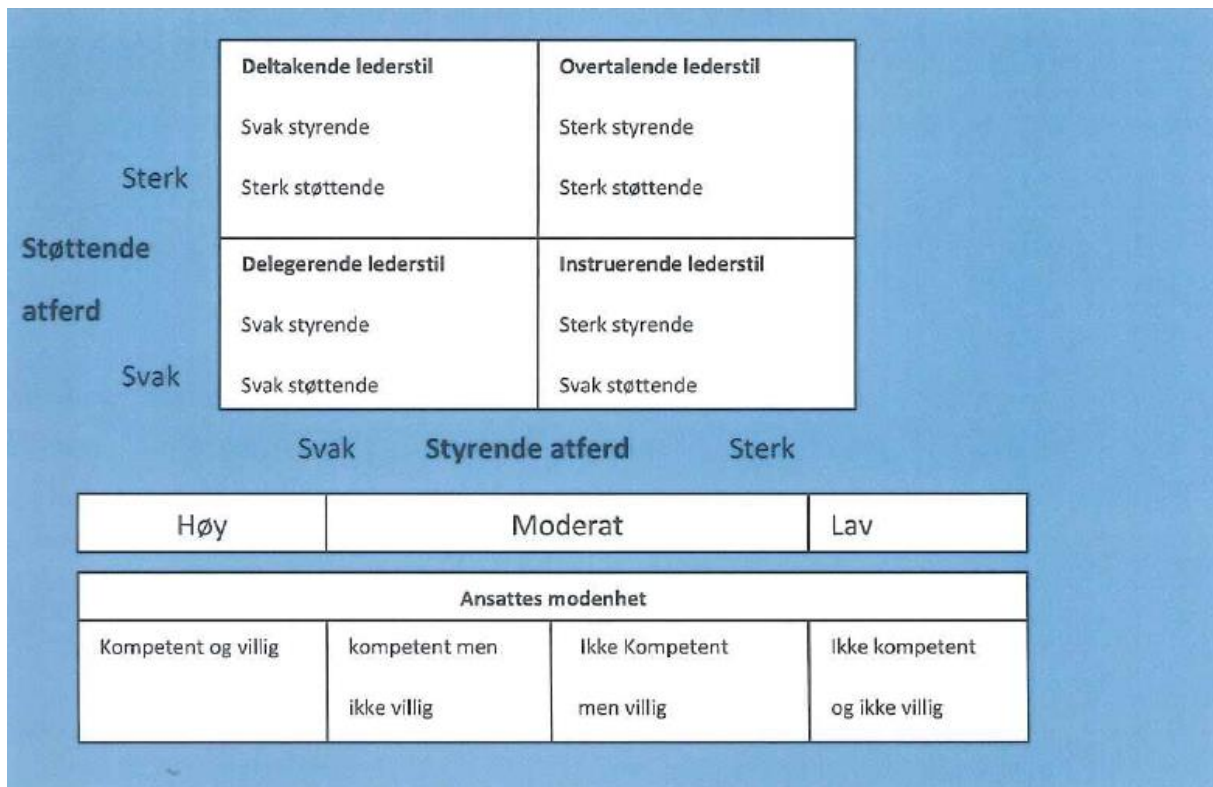 Deltakende lederstil
Svak styrende
Sterk støttende
Overtalende lederstil
Sterk styrende
Sterk støttende
Sterk
Støttende
atferd
Svak
Delegerende lederstil
Svak styrende
Svak støttende
Instruerende lederstil
Sterk styrende
Svak støttende
Svak Styrende atferd Sterk
Høy Moderat Lav
Ansattes modenhet
Kompetent og villig
kompetent men
ikke villig
Ikke Kompetent
men villig
Ikke kompetent
og ikke villig